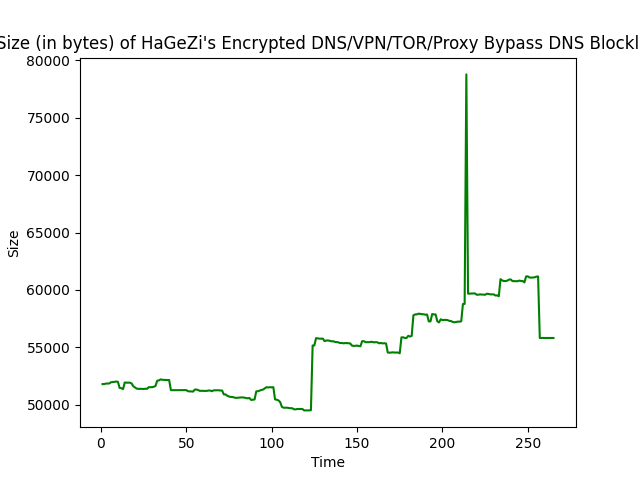 Size (in bytes) of HaGeZi's Encrypted DNS/VPN/TOR/Proxy Bypass DNS Blockl
80000
75000
70000
65000
60000
55000
50000
Size
0 50 100 150 200 250
Time